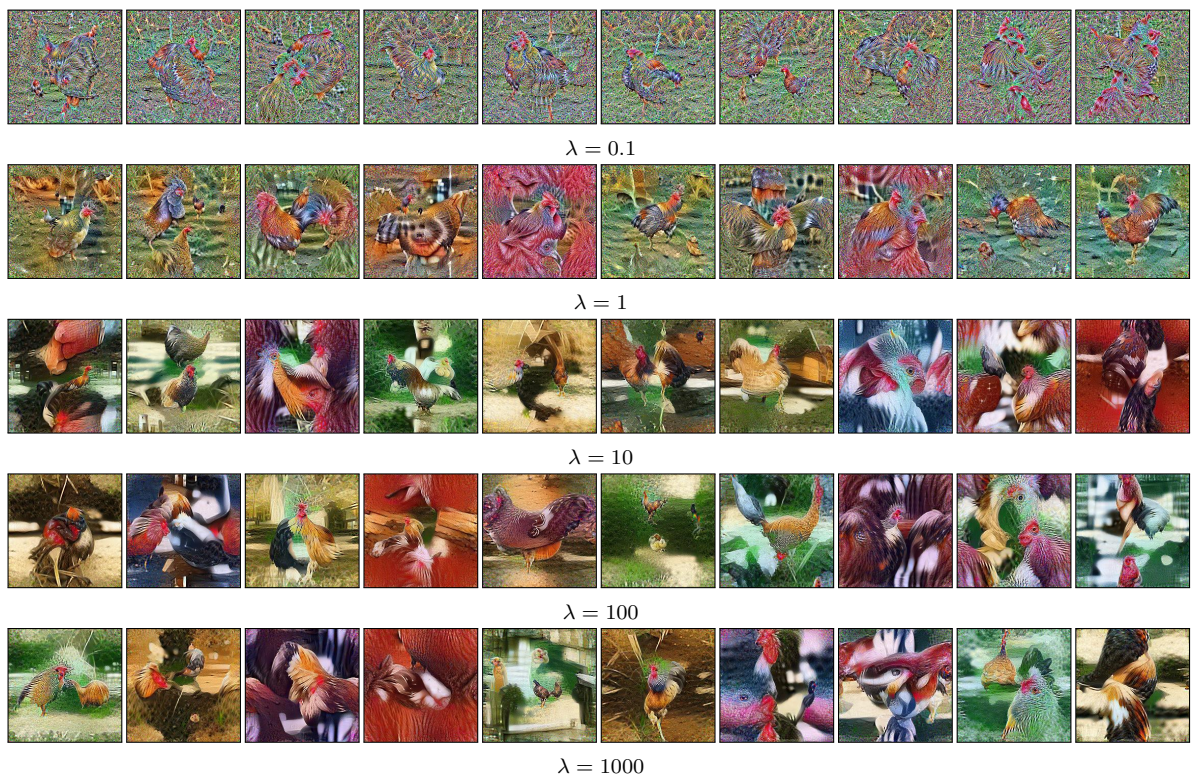 λ = 0.1
λ = 1
λ = 10
λ = 100
λ = 1000